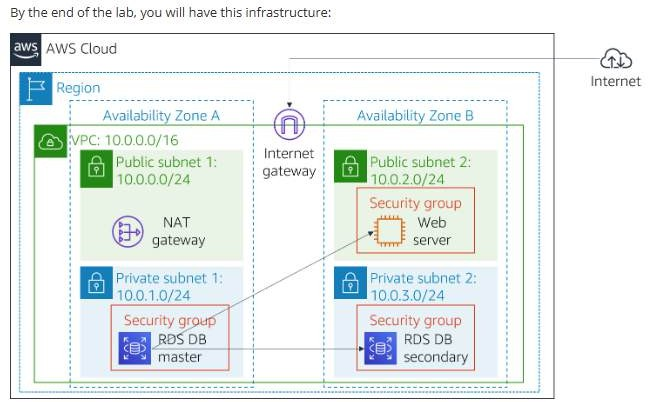 By the end of the lab, you will have this infrastructure:
aws
AWS Cloud
Internet
Region
Availability Zone A
Availability Zone B
VPC: 10.0.0.0/16
Internet
gateway
Public subnet 1:
10.0.0.0/24
NAT
gateway
Public subnet 2:
10.0.2.0/24
Security group
Web
server
Private subnet 1:
10.0.1.0/24
Security group
RDS DB
master
Private subnet 2:
10.0.3.0/24
Security group
RDS DB
secondary